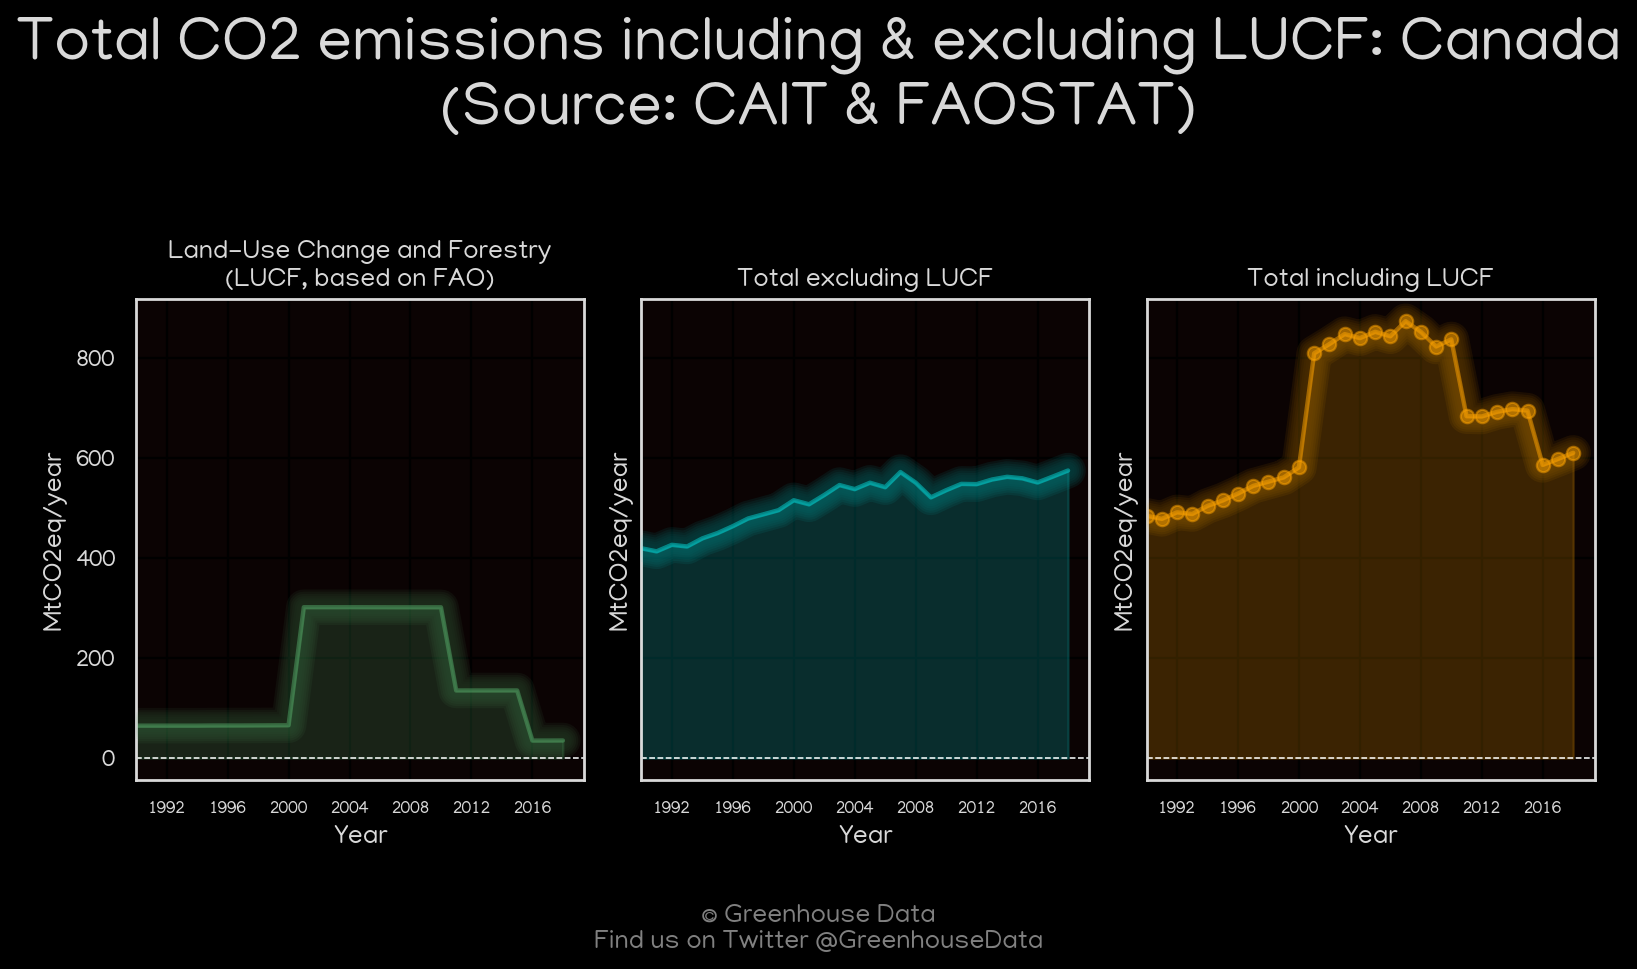 Total CO2 emissions including & excluding LUCF: Canada
(Source: CAIT & FAOSTAT)
Land-Use Change and Forestry
(LUCF, based on FAO)
Total excluding LUCF
Total including LUCF
MtCO2eq/year
800
600
400
200
0
1992 1996 2000 2004 2008 2012 2016
Year
MtCO2eq/year
1992 1996 2000 2004 2008 2012 2016
Year
MtCO2eq/year
1992 1996 2000 2004 2008 2012 2016
Year
© Greenhouse Data
Find us on Twitter @GreenhouseData